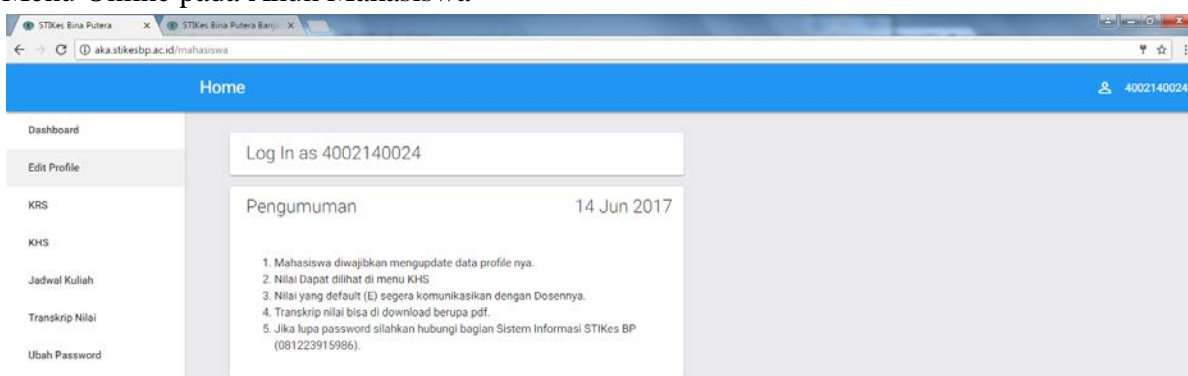 Menu Online pada Akun Mahasiswa
STIKes Bina Putera
STIKes Bina Putera Banja
aka.stikesbp.ac.id/mahasiswa
Home
4002140024
Dashboard
Edit Profile
KRS
KHS
Jadwal Kuliah
Transkrip Nilai
Ubah Password
Log In as 4002140024
Pengumuman 14 Jun 2017
1. Mahasiswa diwajibkan mengupdate data profile nya.
2. Nilai Dapat dilihat di menu KHS
3. Nilai yang default (E) segera komunikasikan dengan Dosennya.
4. Transkrip nilai bisa di download berupa pdf.
5. Jika lupa password silahkan hubungi bagian Sistem Informasi STIKes BP
(081223915986).